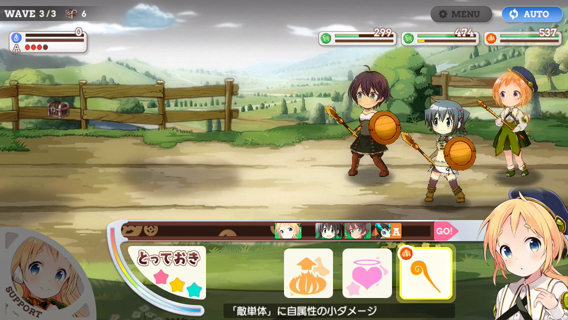 WAVE 3/3 6
MENU
AUTO
0
A
299
474
537
A
GO!
とっておき
SUPPORT
「敵単体」に自属性の小ダメージ